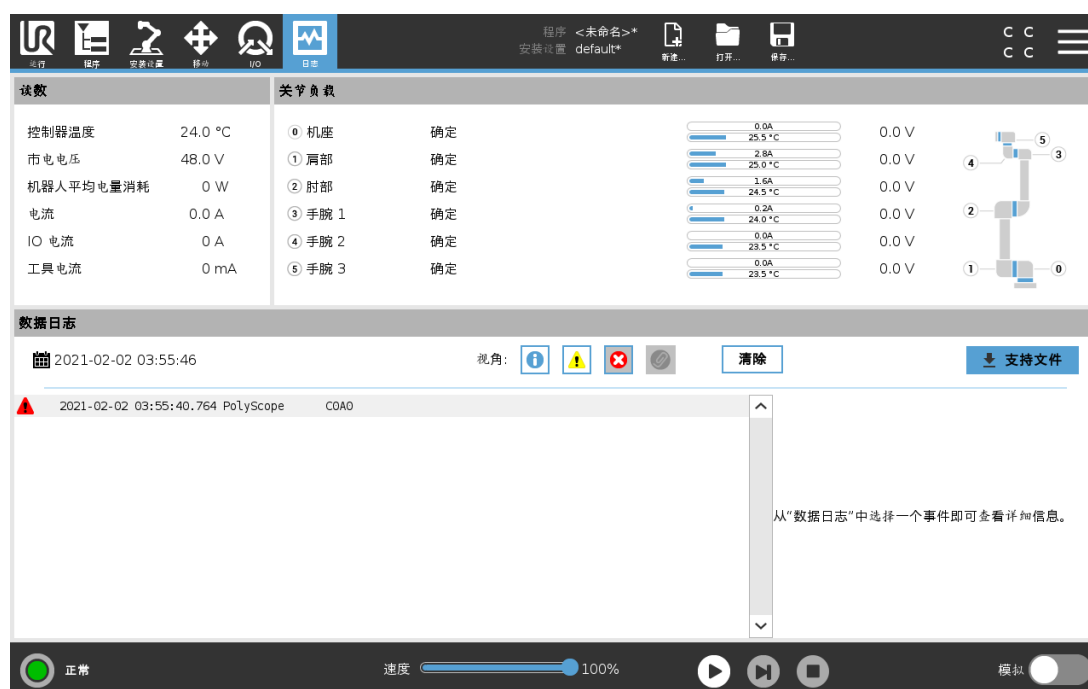 UR
程序 <未命名>*
安装设置 default*
运行 程序 安装设置 移动 I/O 日志
新建... 打开... 保存...
C C
C C
读数
关节负载
控制器温度 24.0 °C
市电电压 48.0 V
机器人平均电量消耗 0 W
电流 0.0 A
IO 电流 0 A
工具电流 0 mA
0 机座 确定 0.0A 25.5 °C 0.0 V
1 肩部 确定 2.8A 25.0 °C 0.0 V
2 肘部 确定 1.6A 24.5 °C 0.0 V
3 手腕 1 确定 0.2A 24.0 °C 0.0 V
4 手腕 2 确定 0.0A 23.5 °C 0.0 V
5 手腕 3 确定 0.0A 23.5 °C 0.0 V
5
3
4
2
1
0
数据日志
2021-02-02 03:55:46
视角:
清除
支持文件
2021-02-02 03:55:40.764 PolyScope C0A0
从“数据日志”中选择一个事件即可查看详细信息。
正常
速度 100%
模拟